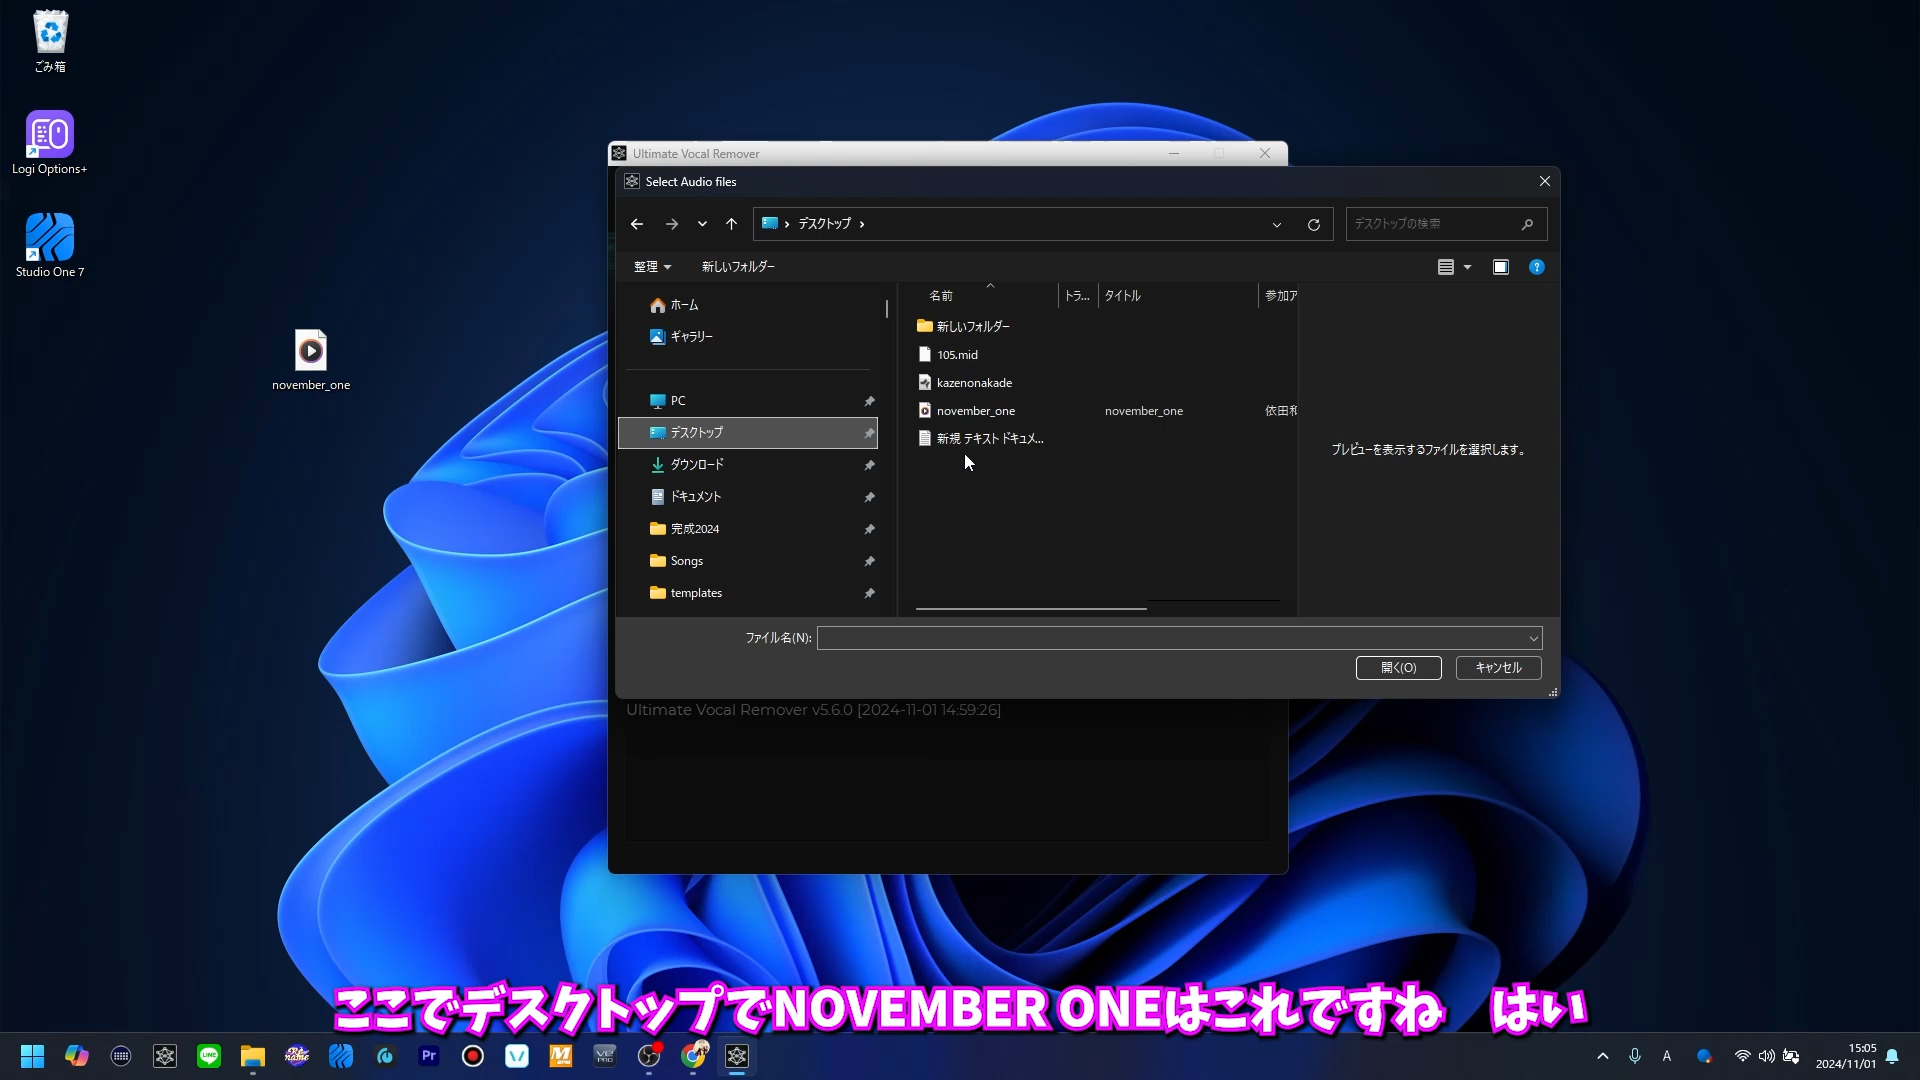 ごみ箱
Logi Options+
Studio One 7
november_one
Ultimate Vocal Remover
Select Audio files
デスクトップ
デスクトップの検索
整理
新しいフォルダー
ホーム
ギャラリー
PC
デスクトップ
ダウンロード
ドキュメント
完成2024
Songs
templates
名前 トラ... タイトル 参加ア
新しいフォルダー
105.mid
kazenonakade
november_one november_one 依田和
新規 テキスト ドキュメ...
プレビューを表示するファイルを選択します。
ファイル名(N):
開く(O) キャンセル
Ultimate Vocal Remover v5.6.0 [2024-11-01 14:59:26]
ここでデスクトップでNOVEMBER ONEはこれですね はい
LINE
Pr
A
15:05
2024/11/01